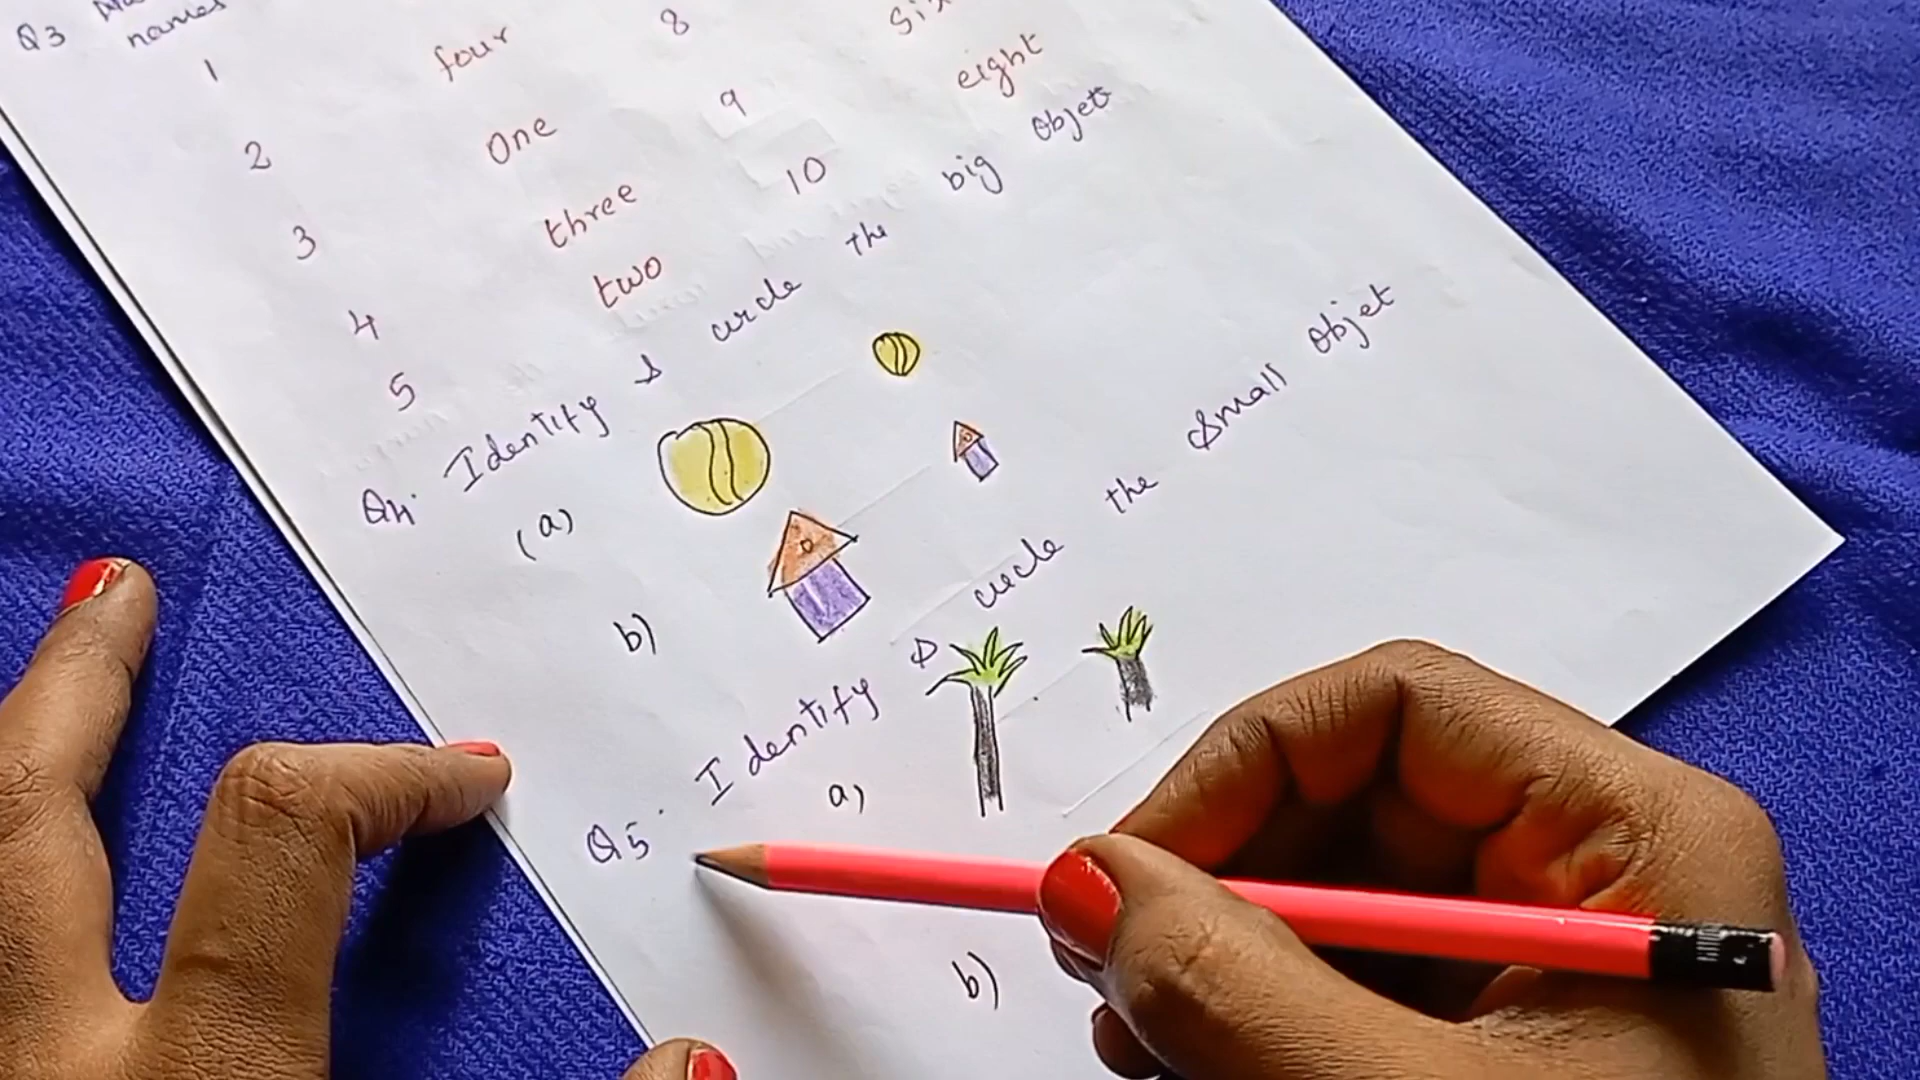 Q3
names
1 four 8
2 One 9 eight
3 three 10
4 two
5
Q4. Identify & circle the big Objet
(a)
b)
Q5. Identify & circle the Small Objet
a)
b)